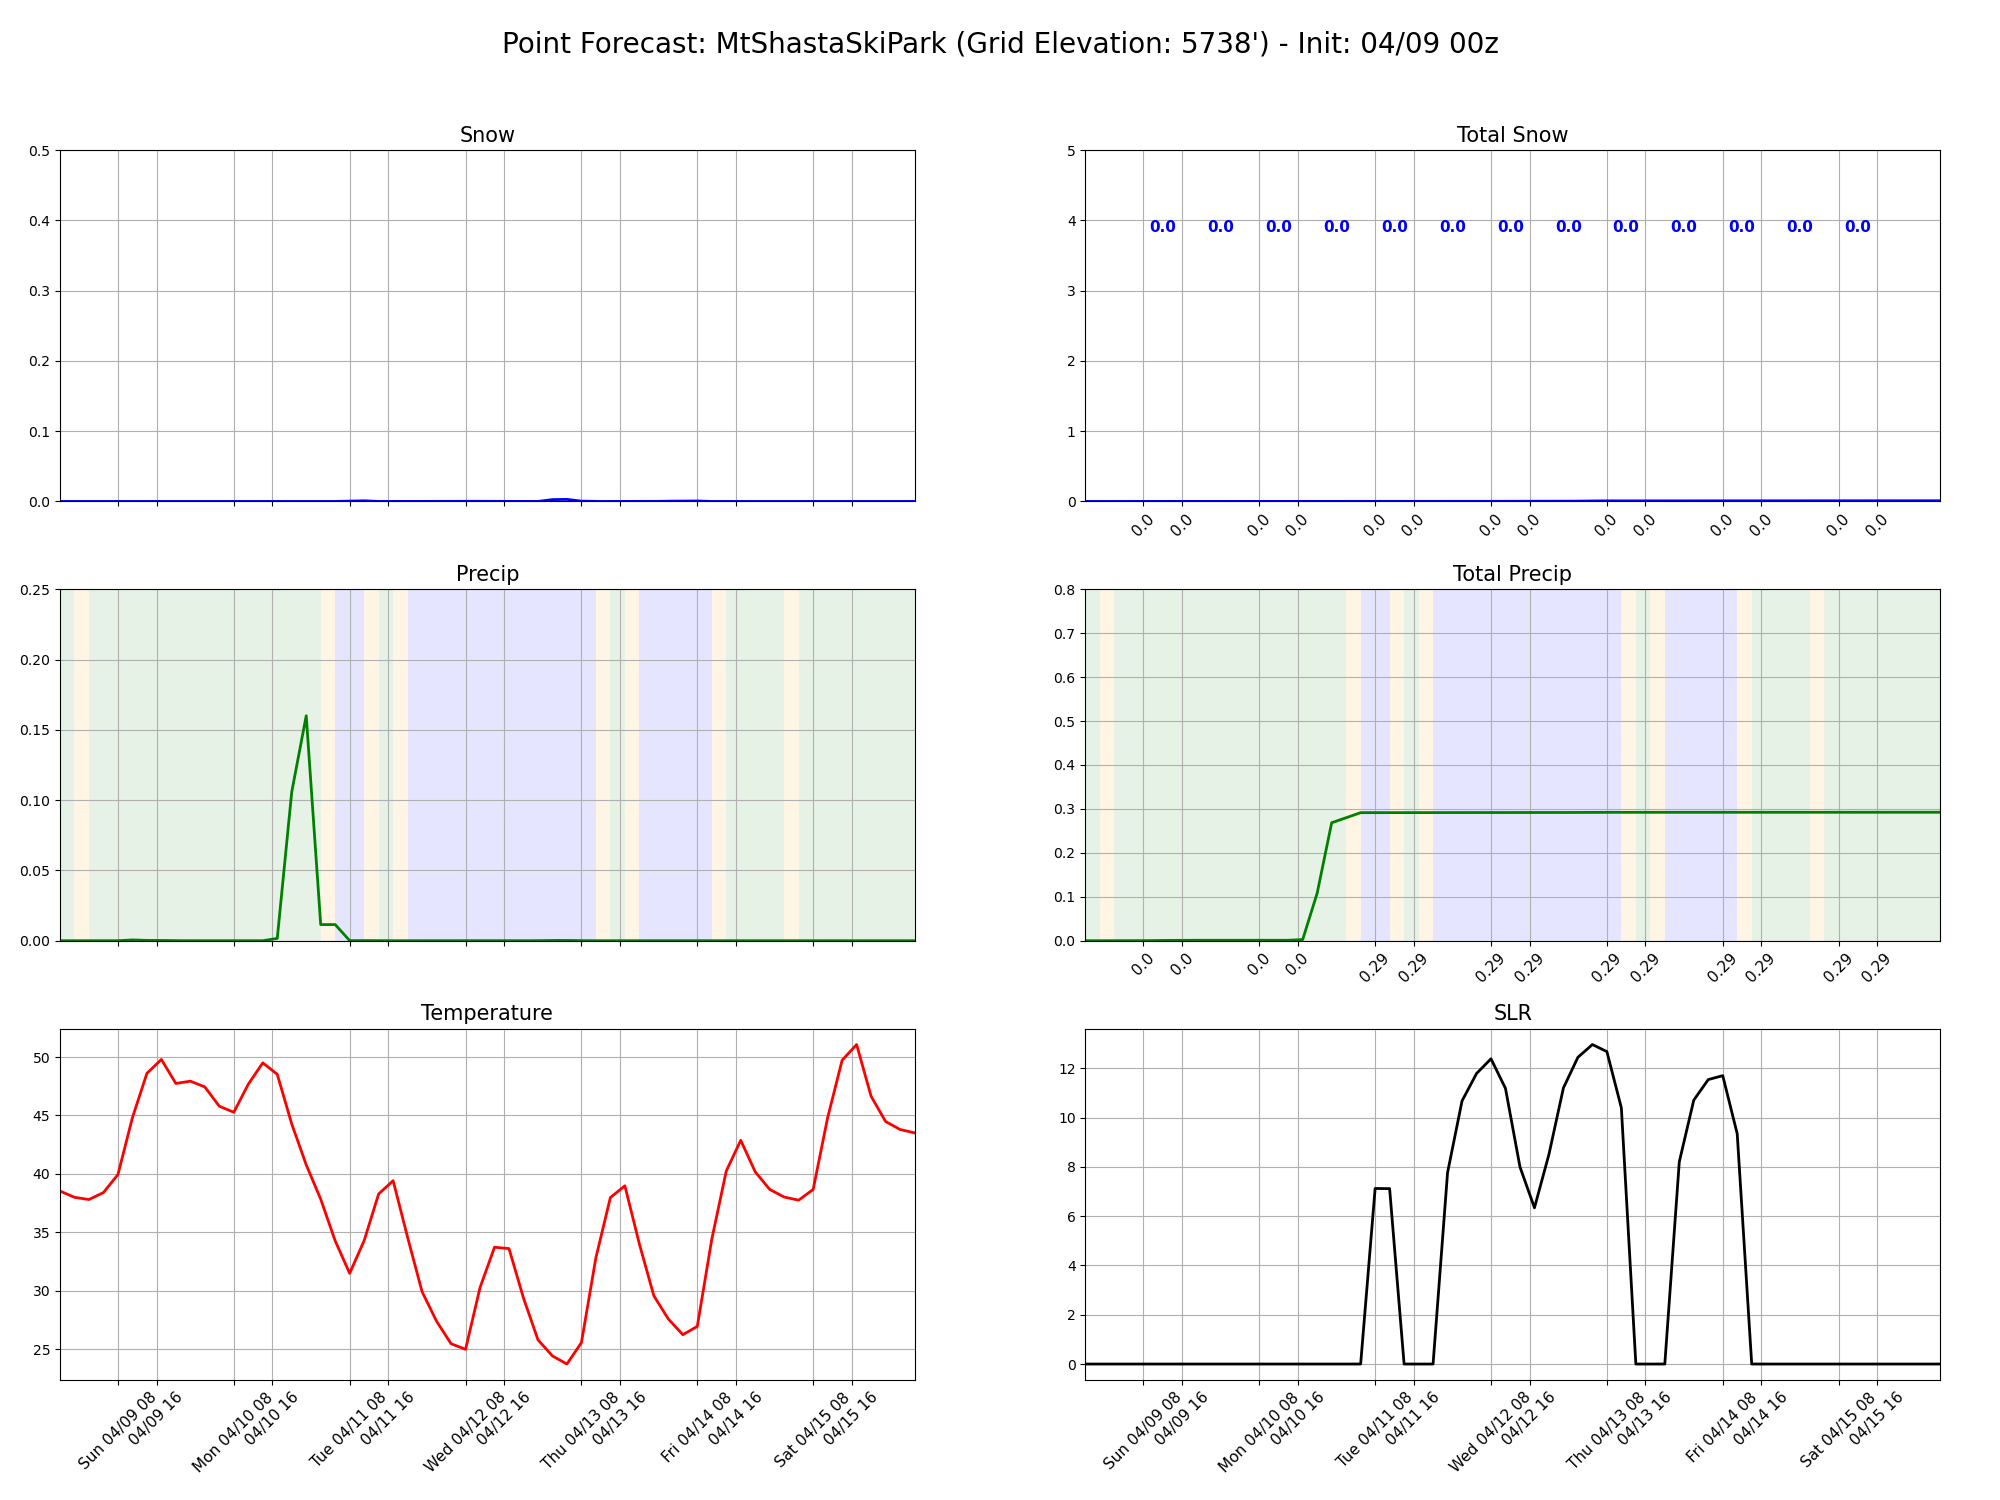 Point Forecast: MtShastaSkiPark (Grid Elevation: 5738') - Init: 04/09 00z
Snow
0.5
0.4
0.3
0.2
0.1
0.0
Total Snow
5
4
3
2
1
0
0.0 0.0 0.0 0.0 0.0 0.0 0.0 0.0 0.0 0.0 0.0 0.0 0.0
0.0 0.0 0.0 0.0 0.0 0.0 0.0 0.0 0.0 0.0 0.0 0.0 0.0 0.0
Precip
0.25
0.20
0.15
0.10
0.05
0.00
Total Precip
0.8
0.7
0.6
0.5
0.4
0.3
0.2
0.1
0.0
0.0 0.0 0.0 0.0 0.29 0.29 0.29 0.29 0.29 0.29 0.29 0.29 0.29 0.29
Temperature
50
45
40
35
30
25
Sun 04/09 08
04/09 16
Mon 04/10 08
04/10 16
Tue 04/11 08
04/11 16
Wed 04/12 08
04/12 16
Thu 04/13 08
04/13 16
Fri 04/14 08
04/14 16
Sat 04/15 08
04/15 16
SLR
12
10
8
6
4
2
0
Sun 04/09 08
04/09 16
Mon 04/10 08
04/10 16
Tue 04/11 08
04/11 16
Wed 04/12 08
04/12 16
Thu 04/13 08
04/13 16
Fri 04/14 08
04/14 16
Sat 04/15 08
04/15 16